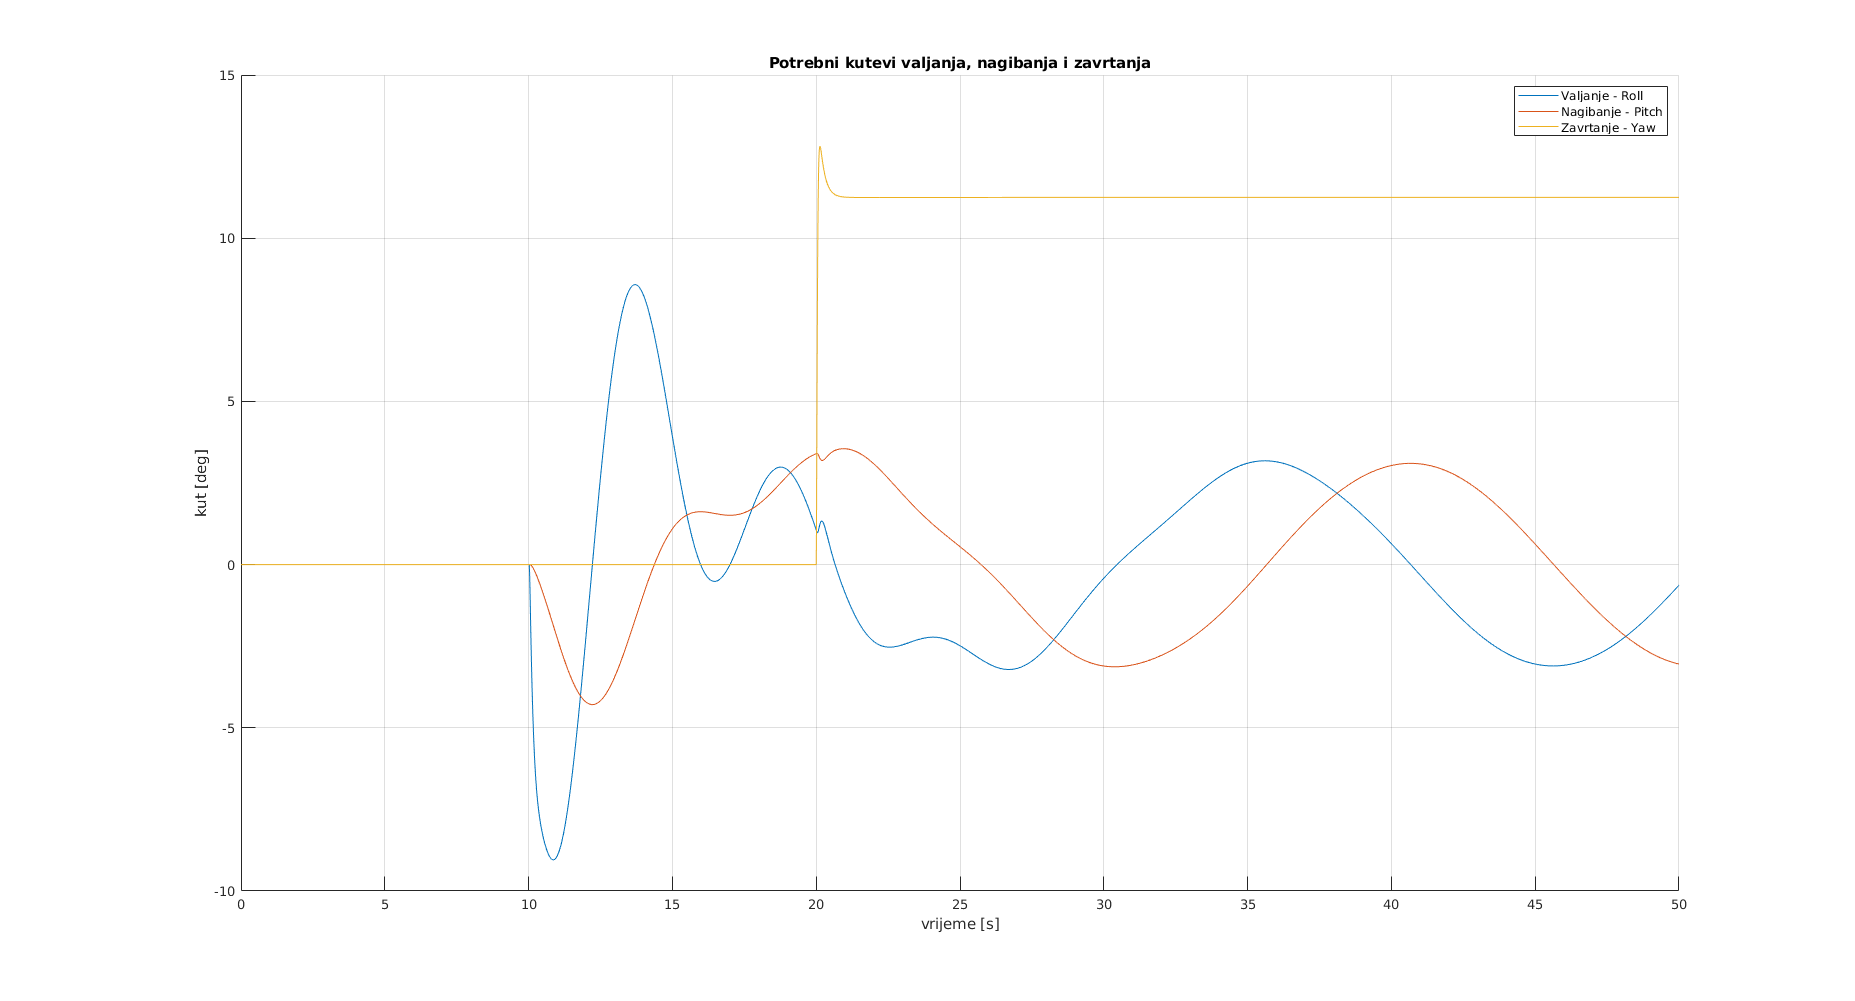 Potrebni kutevi valjanja, nagibanja i zavrtanja
Valjanje - Roll
Nagibanje - Pitch
Zavrtanje - Yaw
kut [deg]
15
10
5
0
-5
-10
0 5 10 15 20 25 30 35 40 45 50
vrijeme [s]